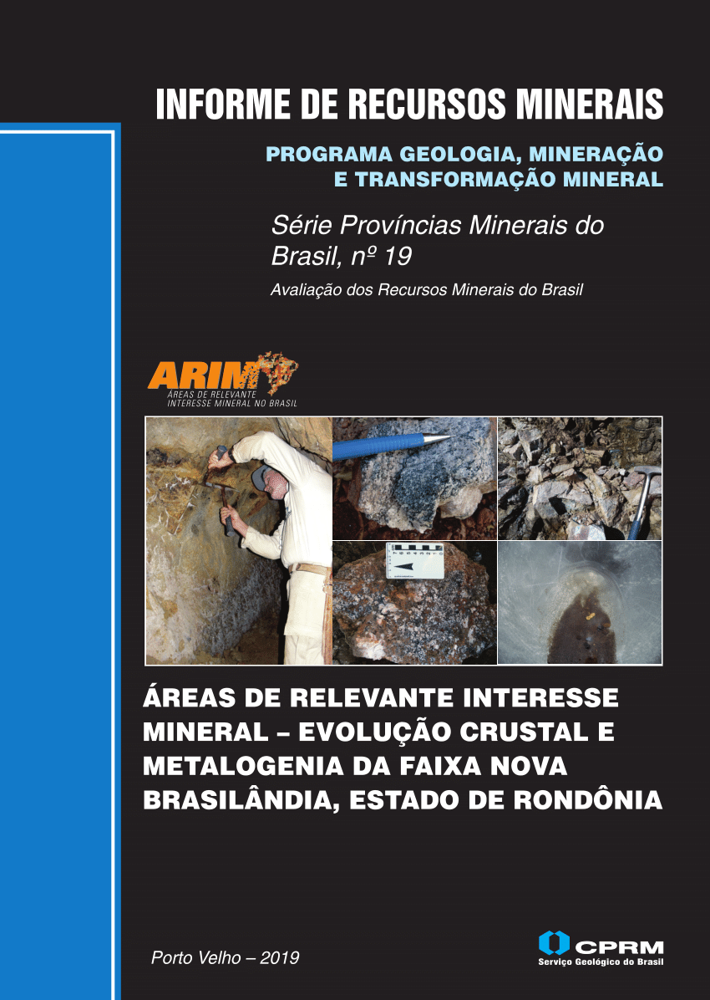 INFORME DE RECURSOS MINERAIS
PROGRAMA GEOLOGIA, MINERAÇÃO
E TRANSFORMAÇÃO MINERAL
Série Províncias Minerais do
Brasil, nº 19
Avaliação dos Recursos Minerais do Brasil
ARIM
ÁREAS DE RELEVANTE
INTERESSE MINERAL NO BRASIL
ÁREAS DE RELEVANTE INTERESSE
MINERAL – EVOLUÇÃO CRUSTAL E
METALOGENIA DA FAIXA NOVA
BRASILÂNDIA, ESTADO DE RONDÔNIA
Porto Velho – 2019
CPRM
Serviço Geológico do Brasil